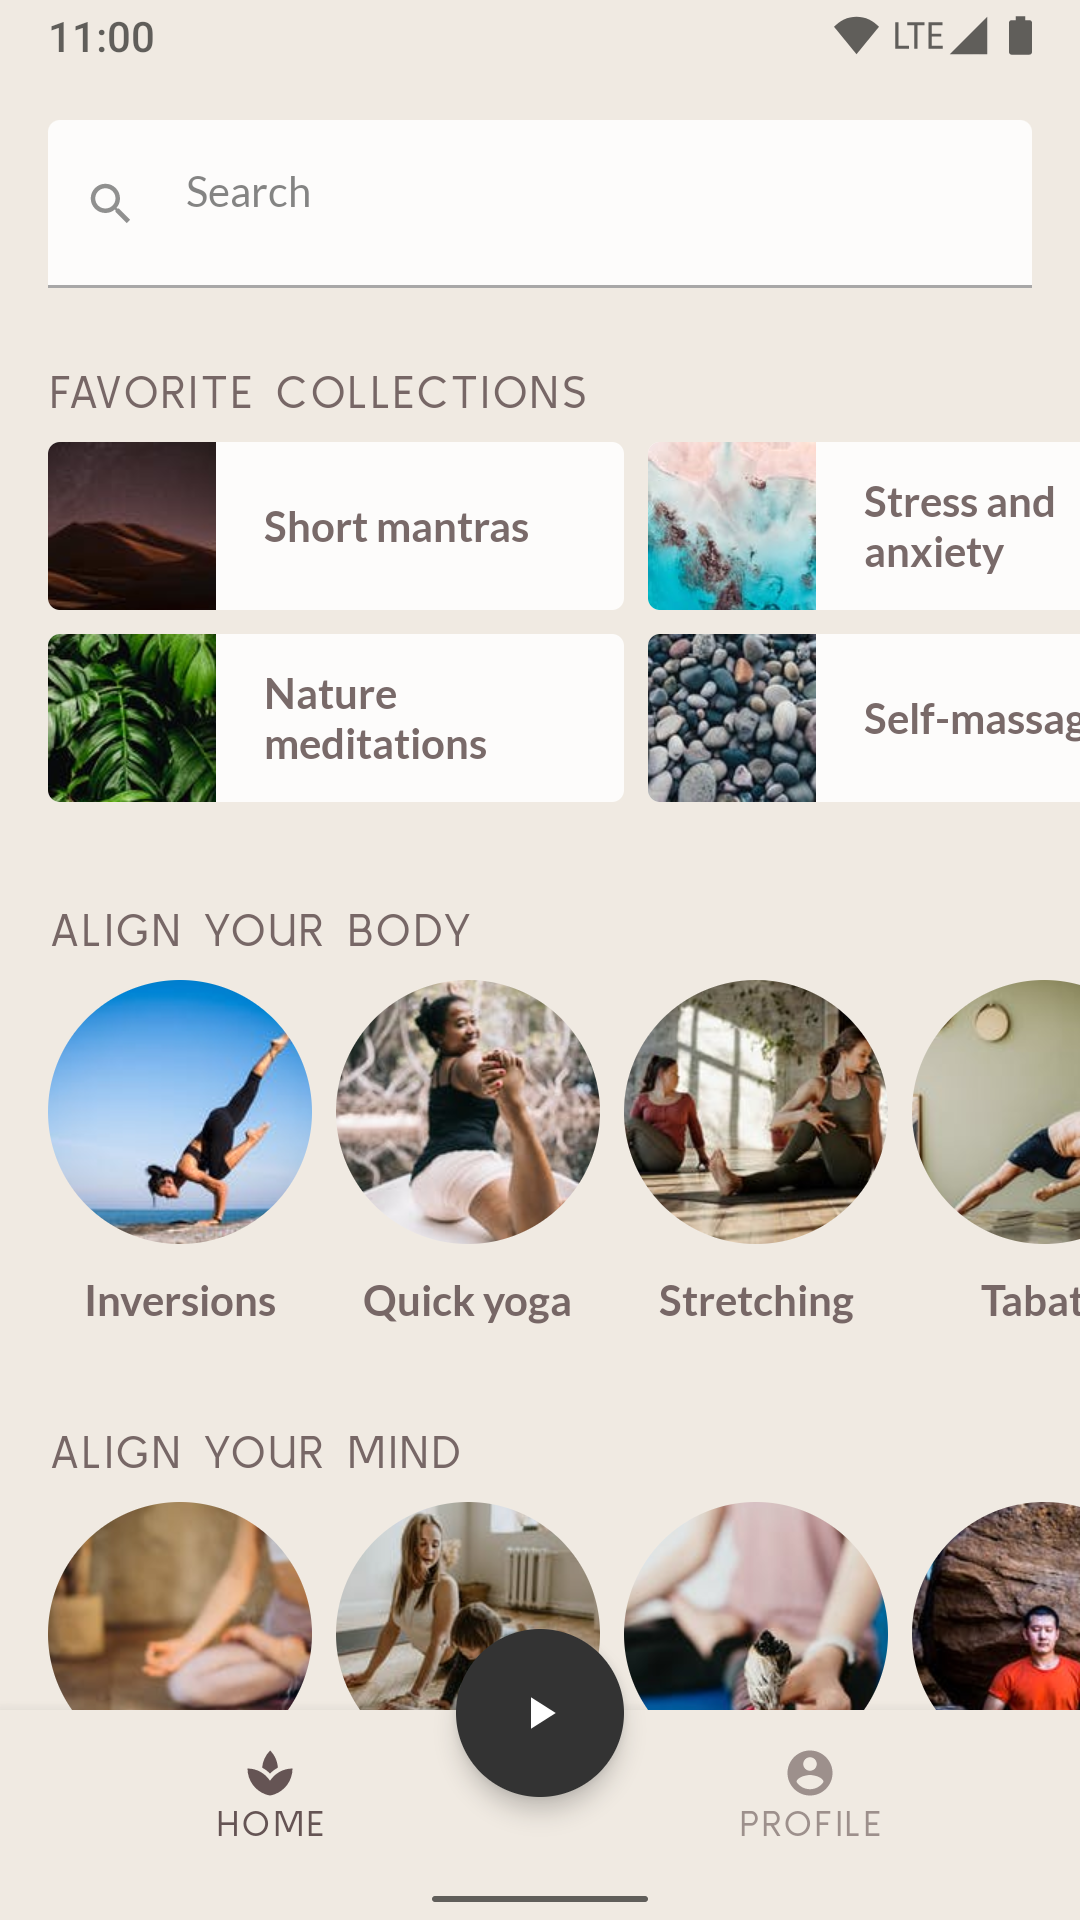 11:00
LTE
Search
FAVORITE COLLECTIONS
Short mantras
Stress and
anxiety
Nature
meditations
Self-massag
ALIGN YOUR BODY
Inversions
Quick yoga
Stretching
Tabat
ALIGN YOUR MIND
HOME
PROFILE